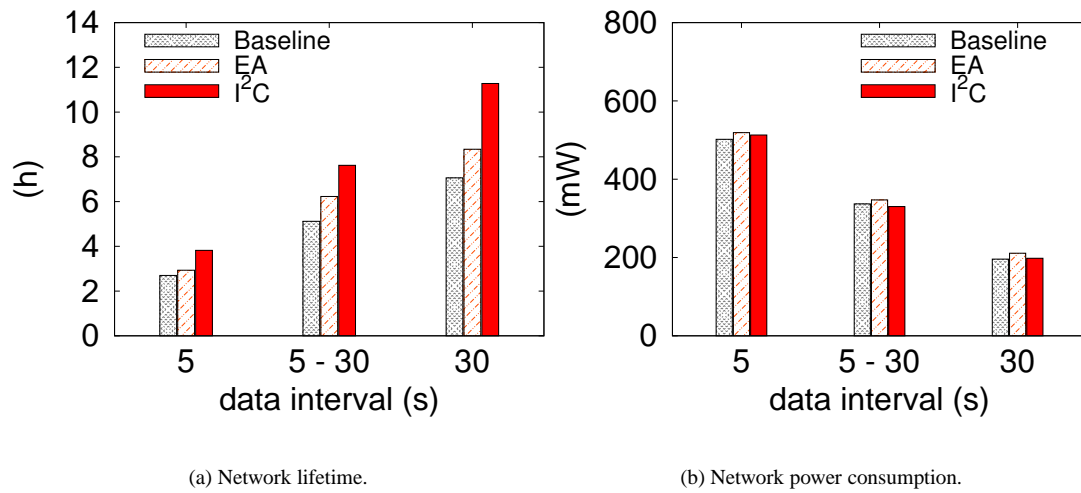 14
12
10
8
6
4
2
0
(h)
Baseline
EA
I²C
5
5 - 30
30
data interval (s)
(a) Network lifetime.
800
600
400
200
0
(mW)
Baseline
EA
I²C
5
5 - 30
30
data interval (s)
(b) Network power consumption.